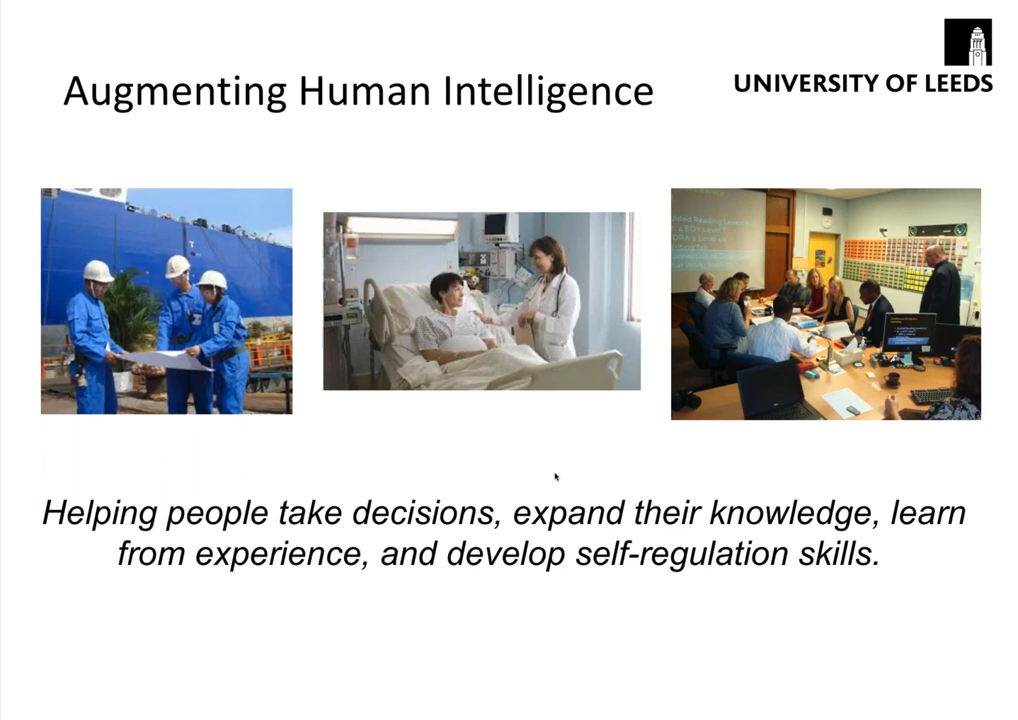 Augmenting Human Intelligence
UNIVERSITY OF LEEDS
Helping people take decisions, expand their knowledge, learn
from experience, and develop self-regulation skills.